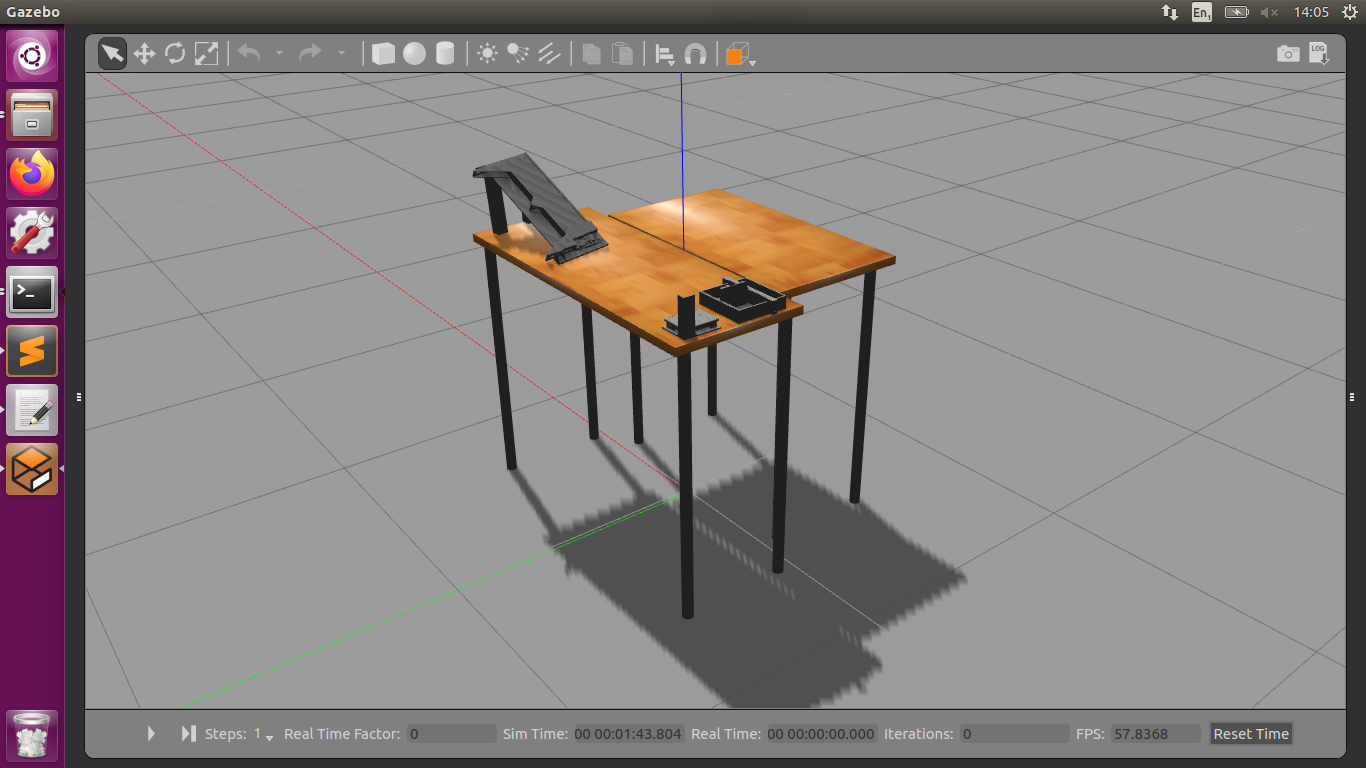 Gazebo
En1
14:05
LOG
>_
Steps: 1 Real Time Factor: 0 Sim Time: 00 00:01:43.804 Real Time: 00 00:00:00.000 Iterations: 0 FPS: 57.8368 Reset Time